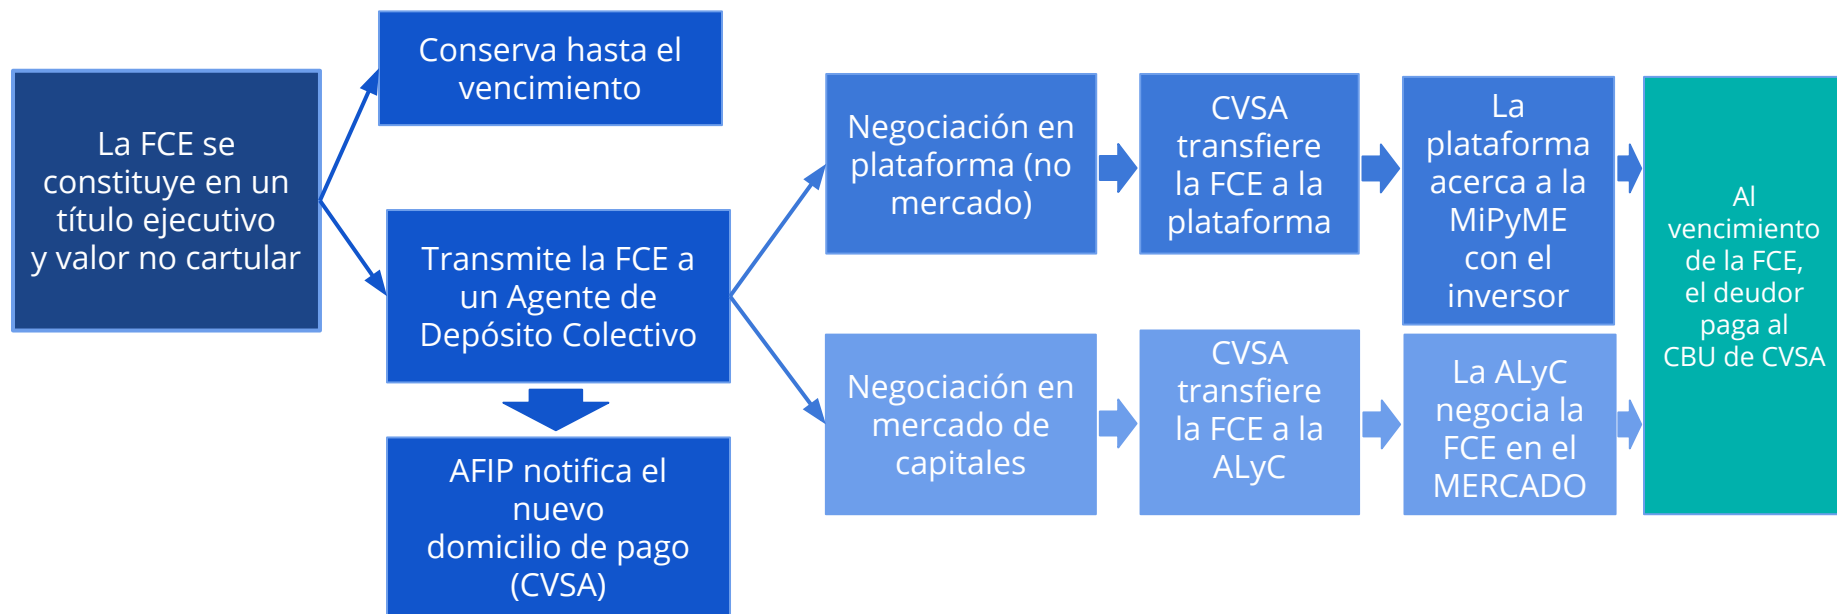 La FCE se
constituye en un
título ejecutivo
y valor no cartular
Conserva hasta el
vencimiento
Transmite la FCE a
un Agente de
Depósito Colectivo
AFIP notifica el
nuevo
domicilio de pago
(CVSA)
Negociación en
plataforma (no
mercado)
CVSA
transfiere
la FCE a la
plataforma
La
plataforma
acerca a la
MiPyME
con el
inversor
Negociación en
mercado de
capitales
CVSA
transfiere
la FCE a la
ALyC
La ALyC
negocia la
FCE en el
MERCADO
Al
vencimiento
de la FCE,
el deudor
paga al
CBU de CVSA